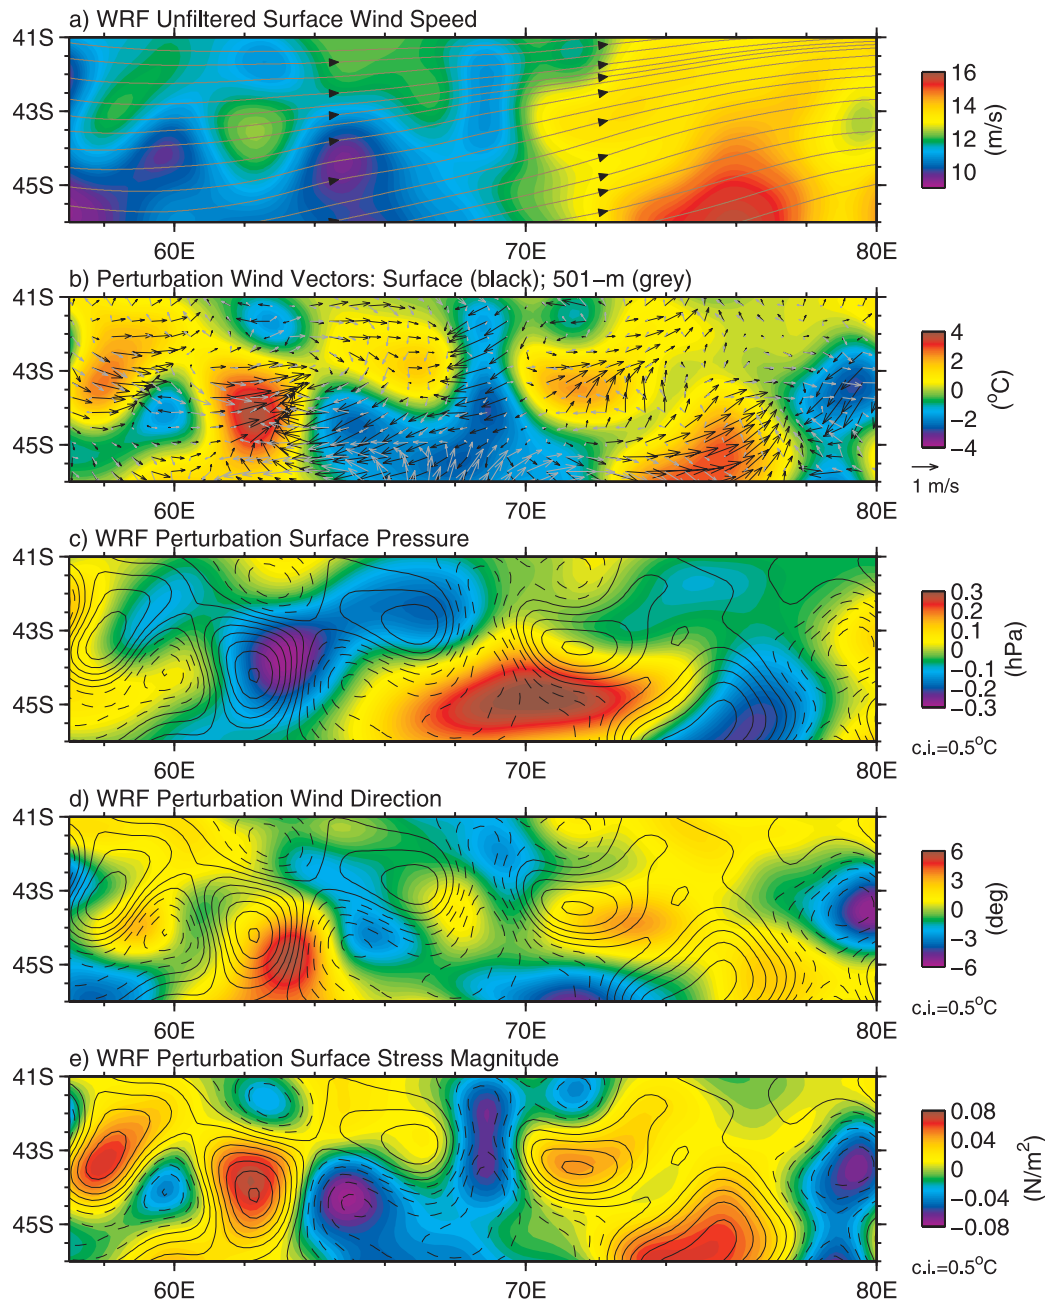 a) WRF Unfiltered Surface Wind Speed
41S
43S
45S
60E 70E 80E
16
14
12
10
(m/s)
b) Perturbation Wind Vectors: Surface (black); 501−m (grey)
41S
43S
45S
60E 70E 80E
4
2
0
−2
−4
(°C)
1 m/s
c) WRF Perturbation Surface Pressure
41S
43S
45S
60E 70E 80E
0.3
0.2
0.1
0
−0.1
−0.2
−0.3
(hPa)
c.i.=0.5°C
d) WRF Perturbation Wind Direction
41S
43S
45S
60E 70E 80E
6
3
0
−3
−6
(deg)
c.i.=0.5°C
e) WRF Perturbation Surface Stress Magnitude
41S
43S
45S
60E 70E 80E
0.08
0.04
0
−0.04
−0.08
(N/m²)
c.i.=0.5°C